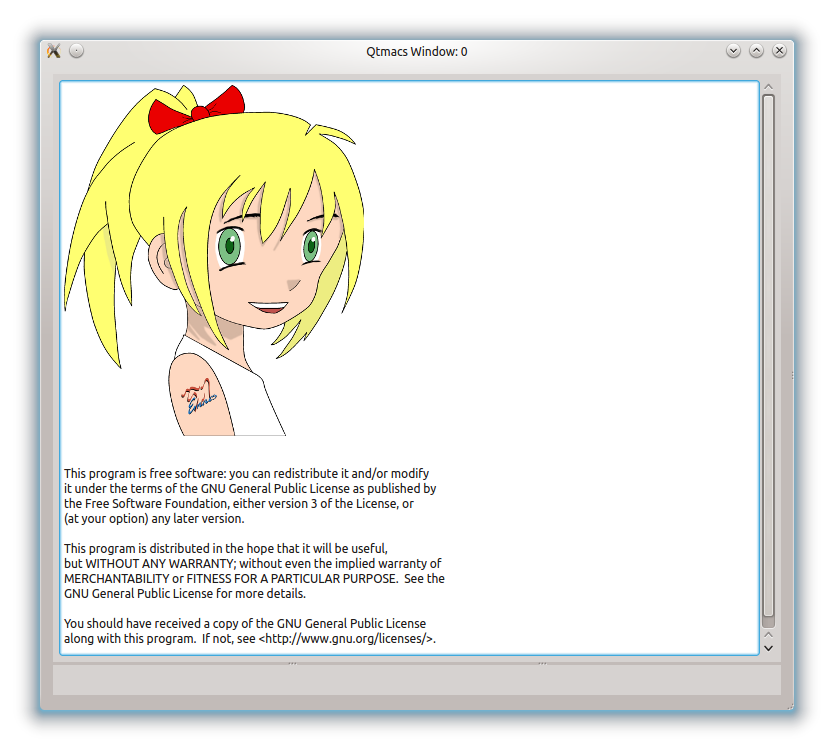 Qtmacs Window: 0
This program is free software: you can redistribute it and/or modify
it under the terms of the GNU General Public License as published by
the Free Software Foundation, either version 3 of the License, or
(at your option) any later version.
This program is distributed in the hope that it will be useful,
but WITHOUT ANY WARRANTY; without even the implied warranty of
MERCHANTABILITY or FITNESS FOR A PARTICULAR PURPOSE.  See the
GNU General Public License for more details.
You should have received a copy of the GNU General Public License
along with this program.  If not, see <http://www.gnu.org/licenses/>.